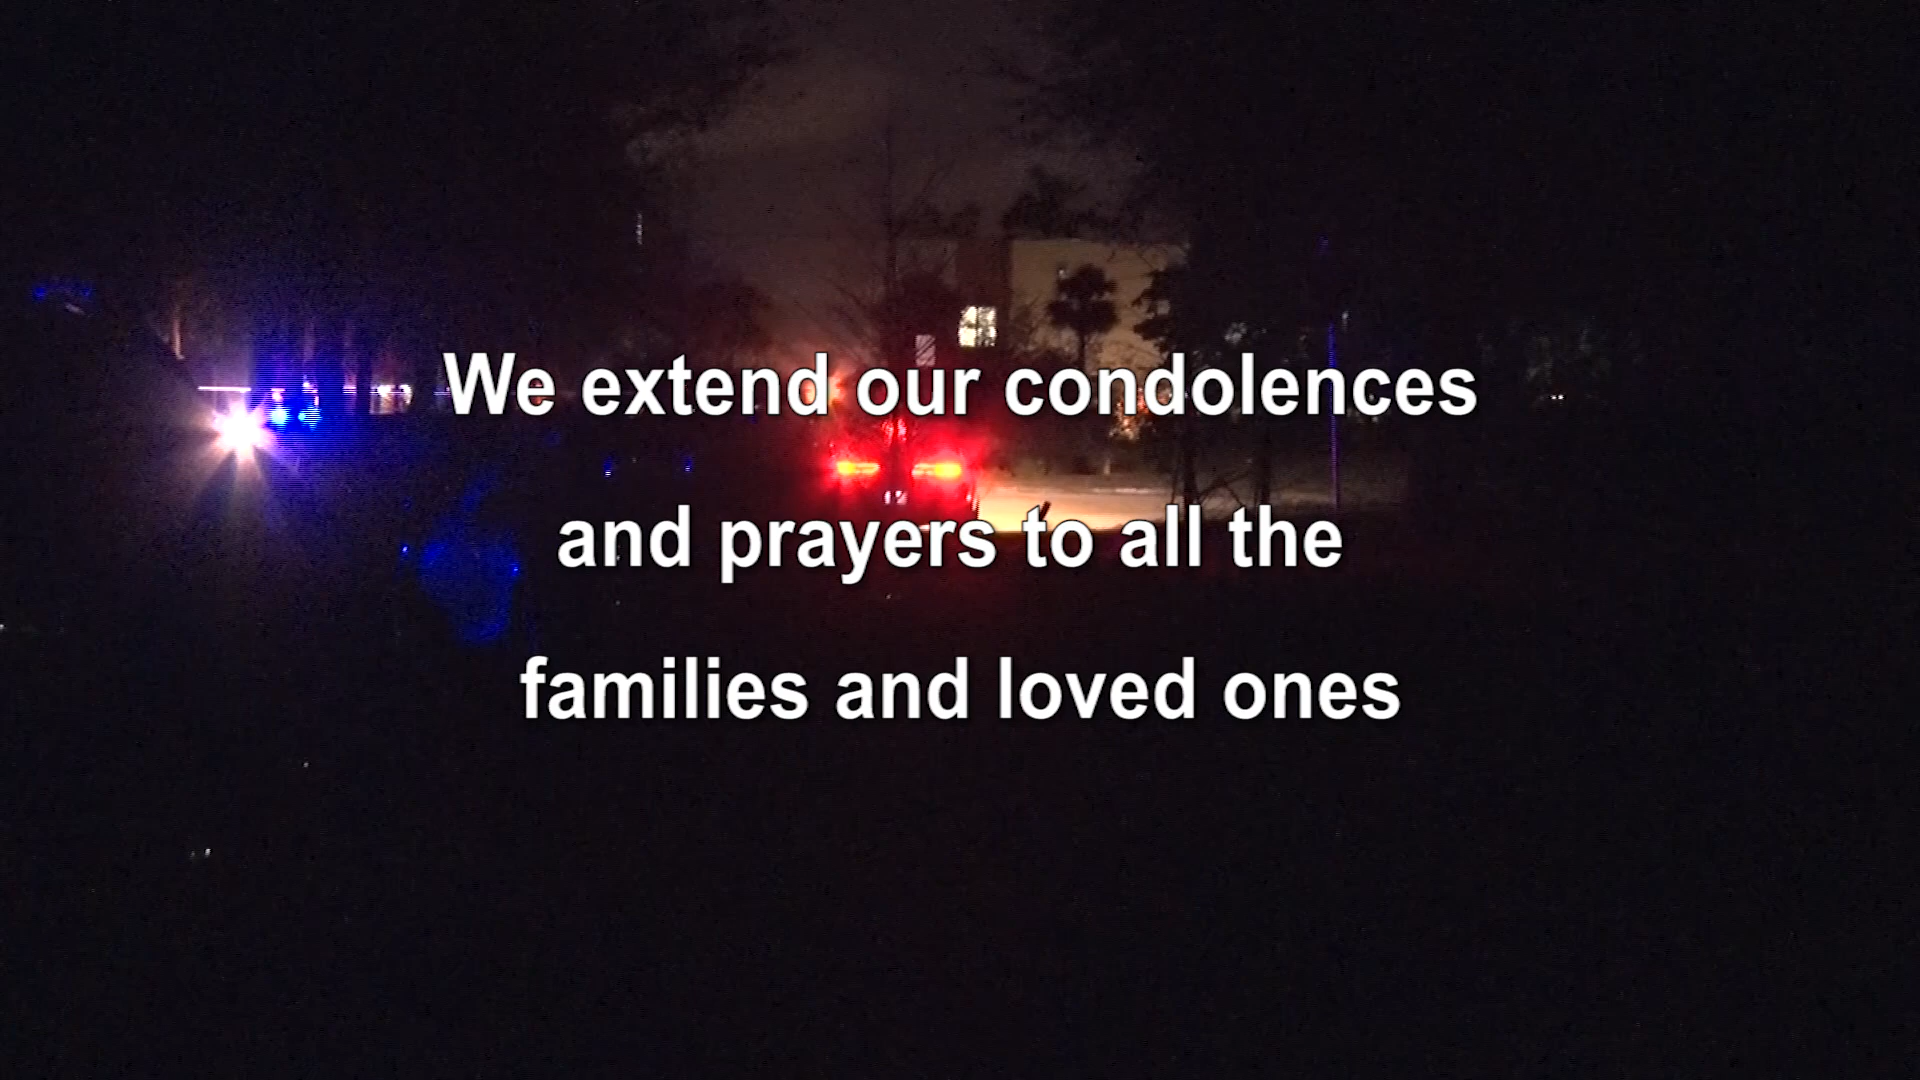 We extend our condolences
and prayers to all the
families and loved ones